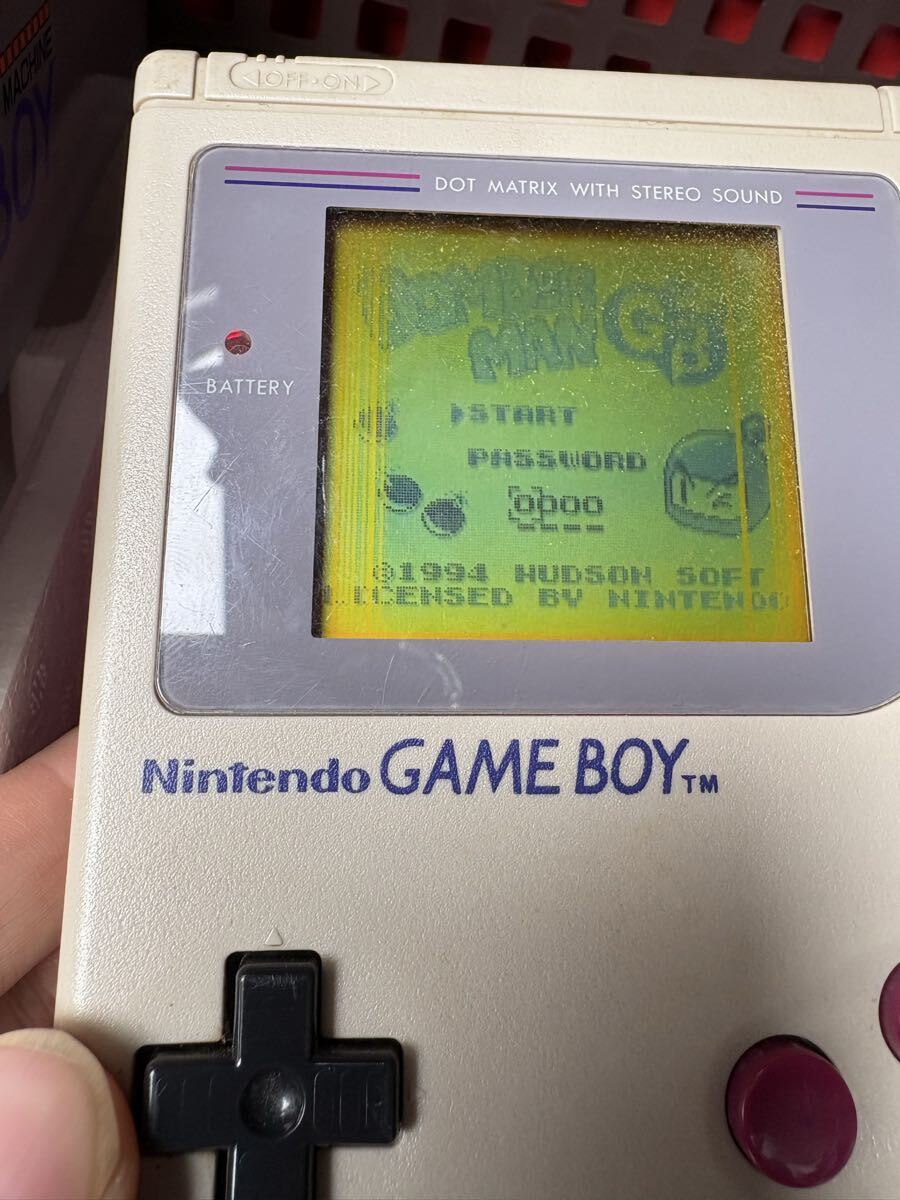 MACHINE
BOY
OFF•ON
DOT MATRIX WITH STEREO SOUND
BATTERY
BOMBER
MAN GB
START
PASSWORD
0000
©1994 HUDSON SOFT
LICENSED BY NINTENDO
Nintendo GAME BOY™